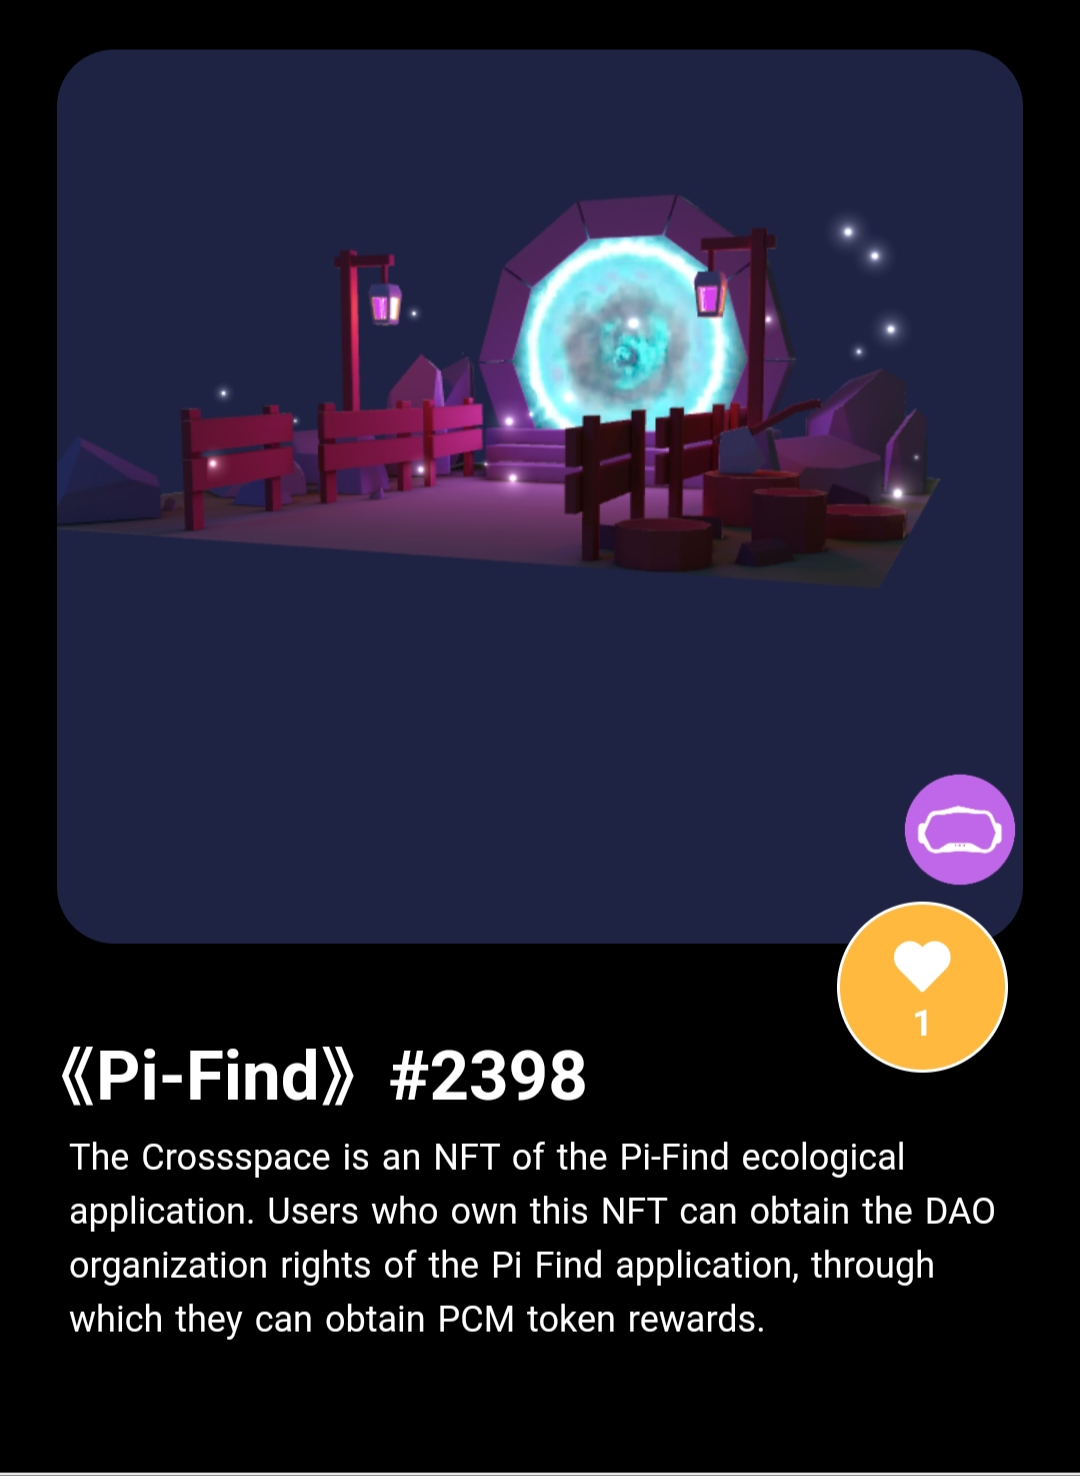 1
《Pi-Find》 #2398
The Crossspace is an NFT of the Pi-Find ecological
application. Users who own this NFT can obtain the DAO
organization rights of the Pi Find application, through
which they can obtain PCM token rewards.